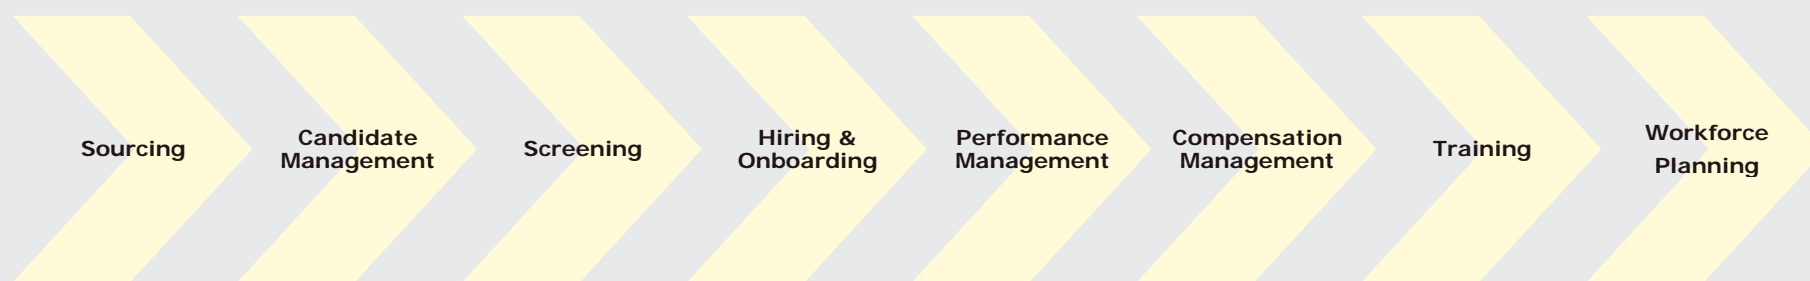 Sourcing
Candidate
Management
Screening
Hiring &
Onboarding
Performance
Management
Compensation
Management
Training
Workforce
Planning